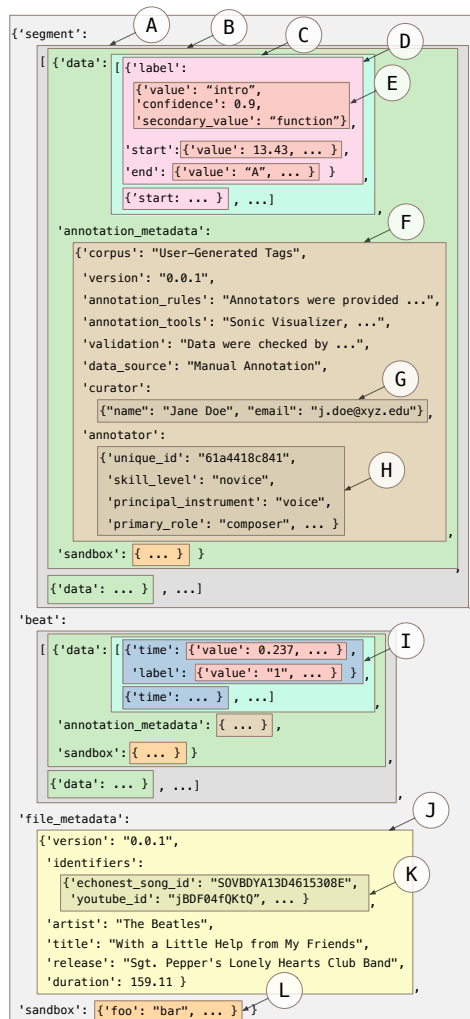 A
B
C
D
{‘segment’:
[ {'data': [ {'label':
{'value': “intro”,
'confidence': 0.9,
'secondary_value': “function”} ,
E
'start': {'value': 13.43, ... } ,
'end': {'value': “A”, ... } } ,
{’start: ... } , ...] ,
'annotation_metadata':
F
{'corpus': "User-Generated Tags",
'version': "0.0.1",
'annotation_rules': "Annotators were provided ...",
'annotation_tools': "Sonic Visualizer, ...",
'validation': "Data were checked by ...",
'data_source': "Manual Annotation",
'curator':
G
{"name": "Jane Doe", "email": "j.doe@xyz.edu"} ,
'annotator':
{'unique_id': "61a4418c841",
'skill_level': "novice",
H
'principal_instrument': "voice",
'primary_role': "composer", ... }
,
'sandbox': { ... } } ,
{'data': ... } , ...] ,
'beat':
[ {'data': [ {'time': {'value': 0.237, ... } ,
I
'label': {'value': "1", ... } } ,
{'time': ... } , ...] ,
'annotation_metadata': { ... } ,
'sandbox': { ... } } ,
{'data': ... } , ...] ,
'file_metadata':
J
{'version': "0.0.1",
'identifiers':
{'echonest_song_id': "SOVBDYA13D4615308E",
K
'youtube_id': "jBDF04fQKtQ”, ... } ,
'artist': "The Beatles",
'title': "With a Little Help from My Friends",
'release': "Sgt. Pepper's Lonely Hearts Club Band",
'duration': 159.11 } ,
L
'sandbox': {'foo': "bar", ... } }